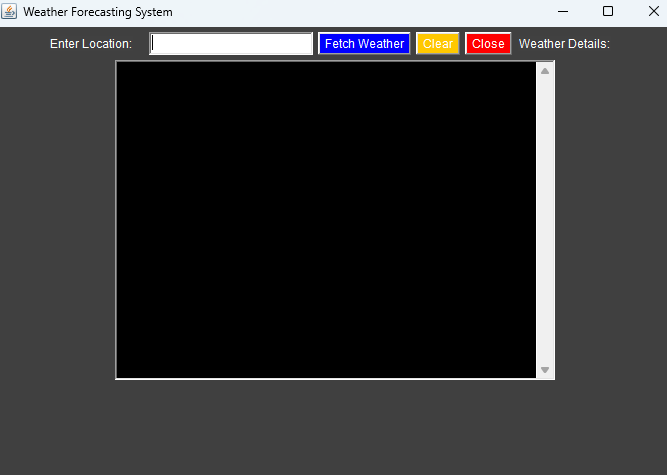 Weather Forecasting System
Enter Location: Fetch Weather Clear Close Weather Details: